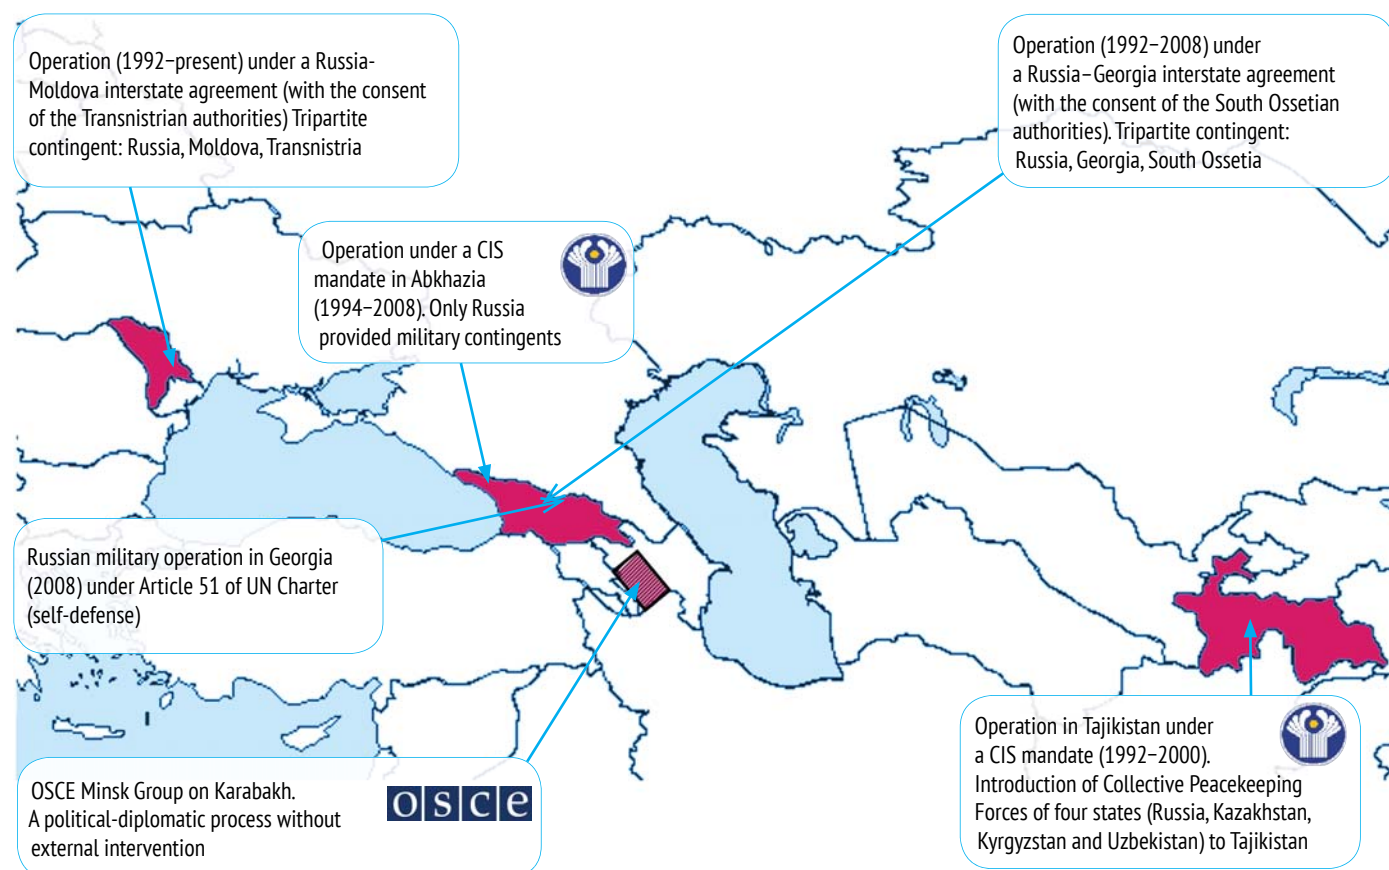 Operation (1992–present) under a Russia-
Moldova interstate agreement (with the consent
of the Transnistrian authorities) Tripartite
contingent: Russia, Moldova, Transnistria
Operation (1992–2008) under
a Russia–Georgia interstate agreement
(with the consent of the South Ossetian
authorities). Tripartite contingent:
Russia, Georgia, South Ossetia
Operation under a CIS
mandate in Abkhazia
(1994–2008). Only Russia
provided military contingents
Russian military operation in Georgia
(2008) under Article 51 of UN Charter
(self-defense)
OSCE Minsk Group on Karabakh.
A political-diplomatic process without
external intervention
osce
Operation in Tajikistan under
a CIS mandate (1992–2000).
Introduction of Collective Peacekeeping
Forces of four states (Russia, Kazakhstan,
Kyrgyzstan and Uzbekistan) to Tajikistan